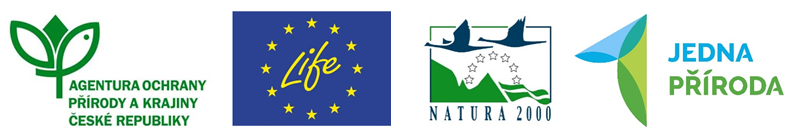 AGENTURA OCHRANY
PŘÍRODY A KRAJINY
ČESKÉ REPUBLIKY
Life
NATURA 2000
JEDNA
PŘÍRODA